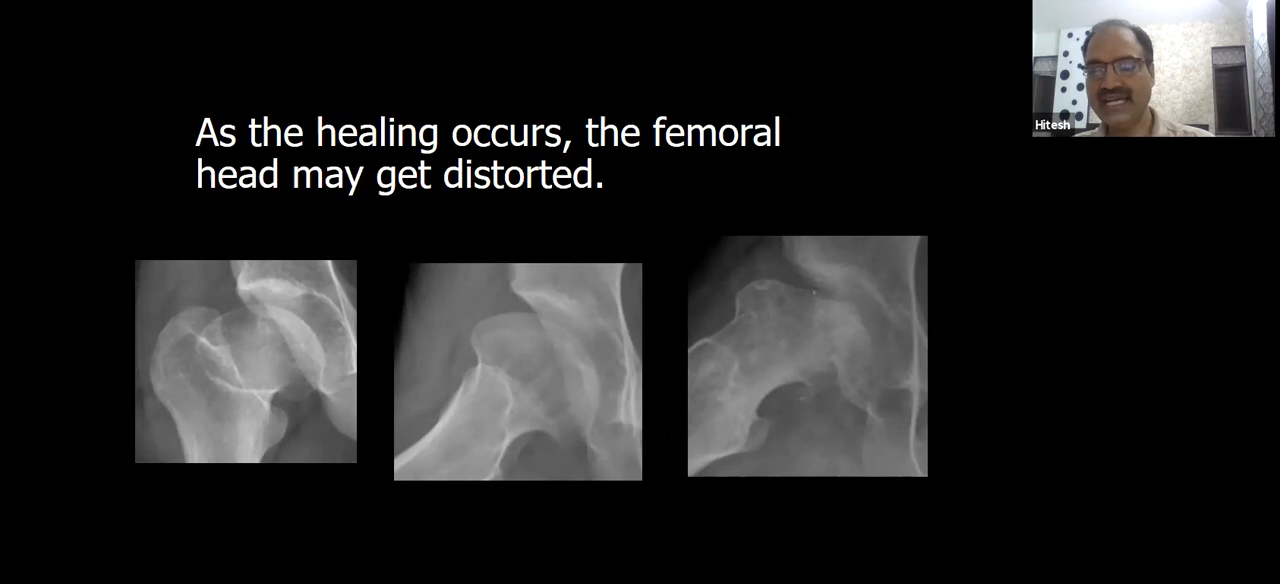 As the healing occurs, the femoral
head may get distorted.
Hitesh